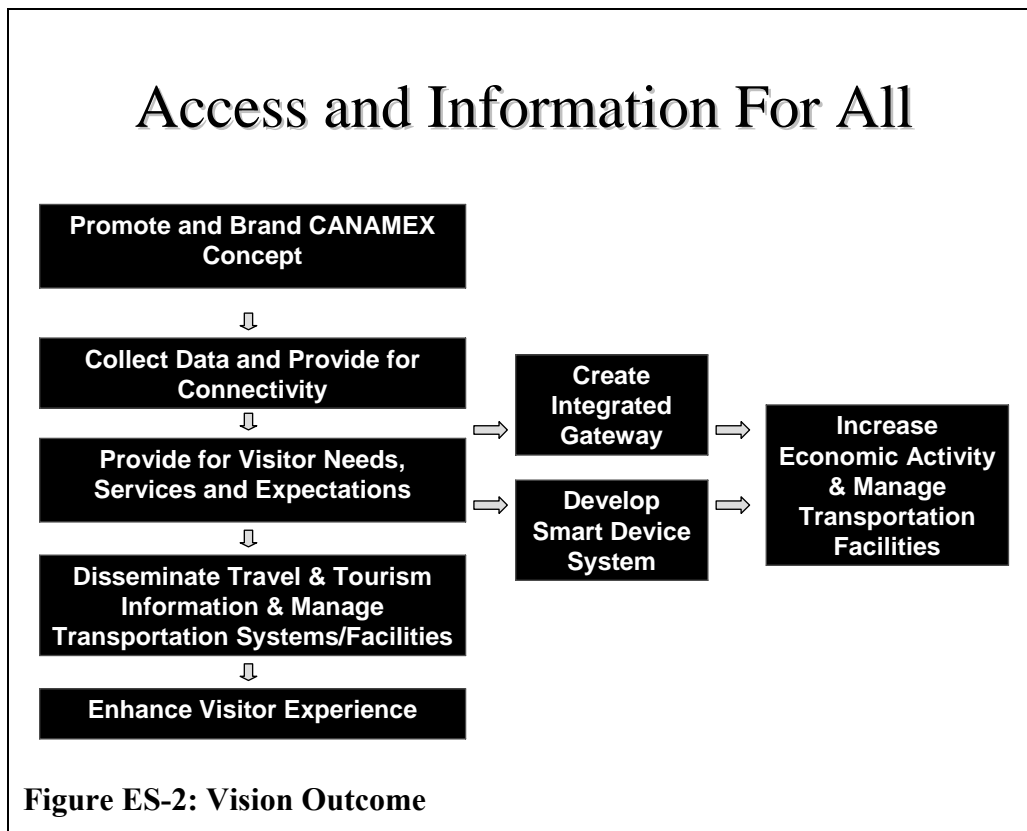 Access and Information For All
Promote and Brand CANAMEX
Concept
Collect Data and Provide for
Connectivity
Provide for Visitor Needs,
Services and Expectations
Disseminate Travel & Tourism
Information & Manage
Transportation Systems/Facilities
Enhance Visitor Experience
Create
Integrated
Gateway
Develop
Smart Device
System
Increase
Economic Activity
& Manage
Transportation
Facilities
Figure ES-2: Vision Outcome